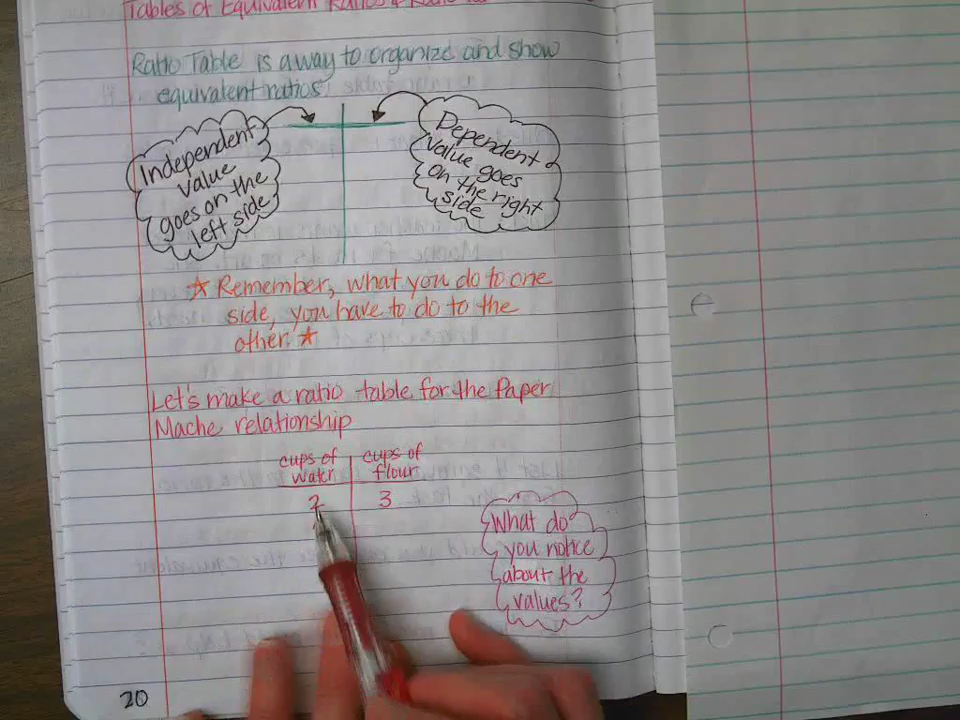 Tables of Equivalent Ratios &
Ratio Table is a way to organize and show
equivalent ratios.
Independent
value
goes on the
left side
Dependent
value goes
on the right
side
★ Remember, what you do to one
side, you have to do to the
other. ★
Let's make a ratio table for the Paper
Mache relationship
cups of
water
cups of
flour
2
3
What do
you notice
about the
values?
20